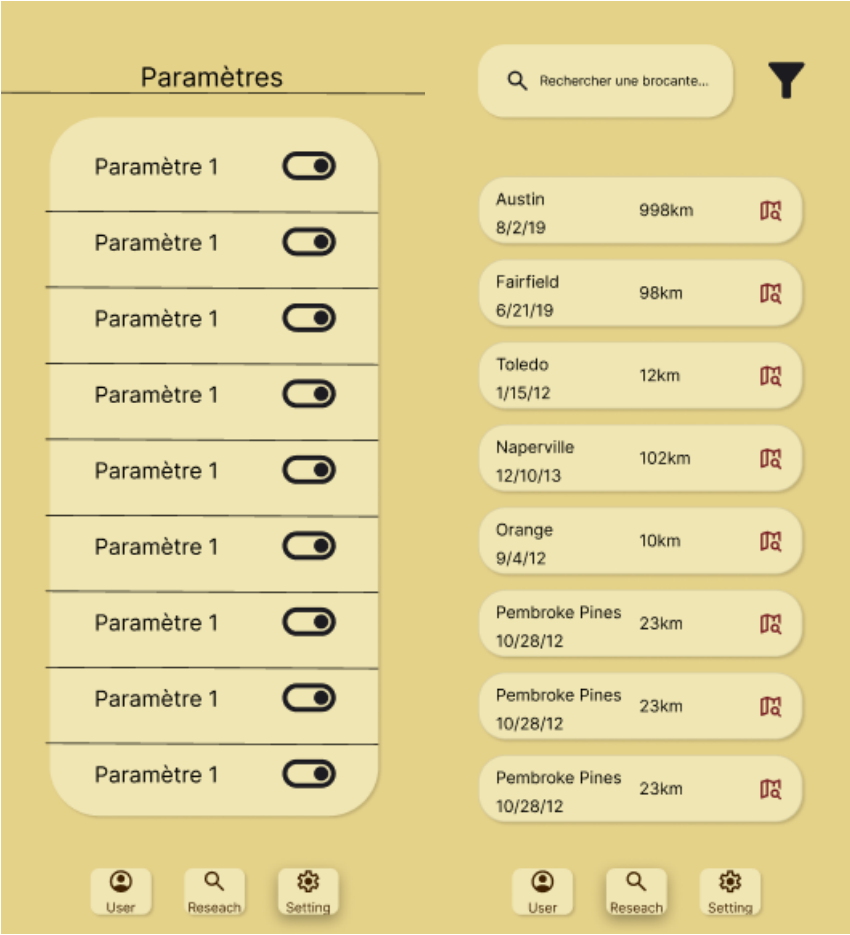 Paramètres
Paramètre 1
Paramètre 1
Paramètre 1
Paramètre 1
Paramètre 1
Paramètre 1
Paramètre 1
Paramètre 1
Paramètre 1
User
Reseach
Setting
Rechercher une brocante...
Austin
8/2/19
998km
Fairfield
6/21/19
98km
Toledo
1/15/12
12km
Naperville
12/10/13
102km
Orange
9/4/12
10km
Pembroke Pines
10/28/12
23km
Pembroke Pines
10/28/12
23km
Pembroke Pines
10/28/12
23km
User
Reseach
Setting